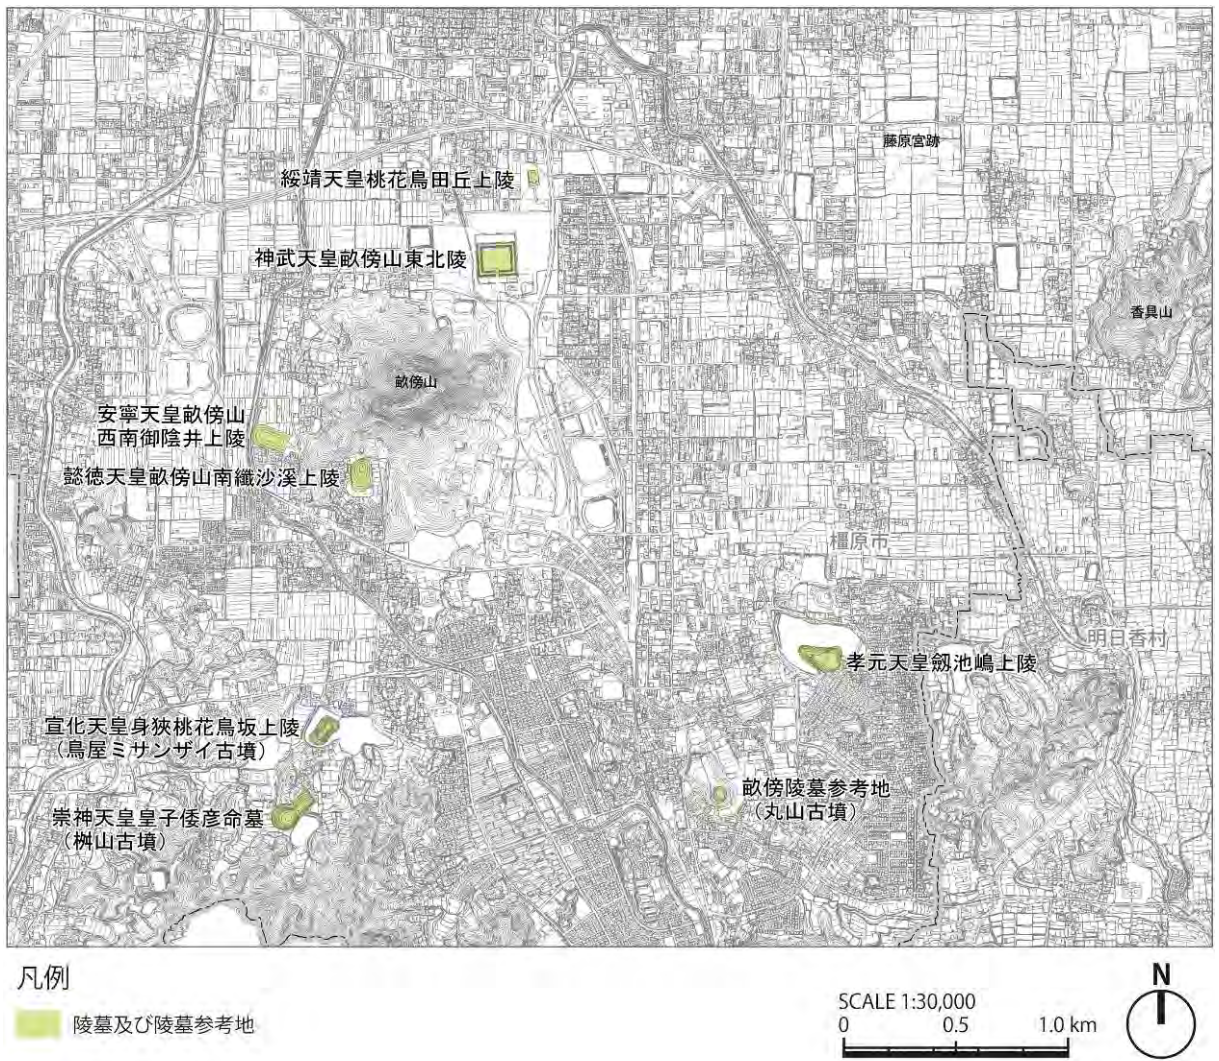 藤原宮跡
綏靖天皇桃花鳥田丘上陵
神武天皇畝傍山東北陵
香具山
畝傍山
安寧天皇畝傍山
西南御陰井上陵
懿徳天皇畝傍山南纖沙溪上陵
橿原市
明日香村
孝元天皇劔池嶋上陵
宣化天皇身狹桃花鳥坂上陵
（鳥屋ミサンザイ古墳）
畝傍陵墓参考地
（丸山古墳）
崇神天皇皇子倭彦命墓
（桝山古墳）
凡例
陵墓及び陵墓参考地
SCALE 1:30,000
0 0.5 1.0 km
N